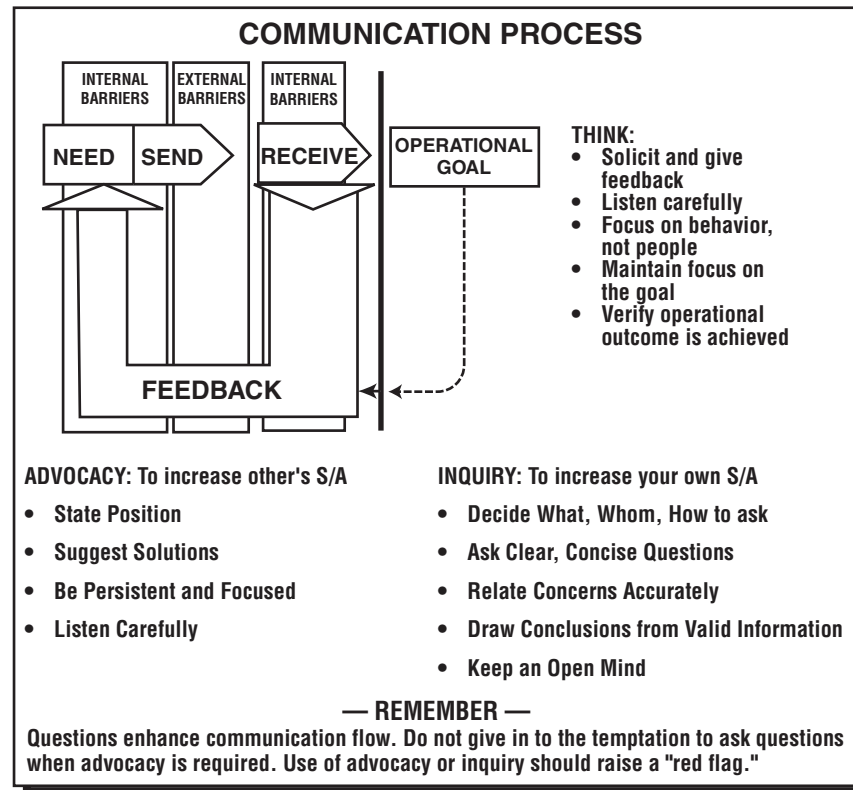 COMMUNICATION PROCESS
INTERNAL
BARRIERS
EXTERNAL
BARRIERS
INTERNAL
BARRIERS
NEED
SEND
RECEIVE
OPERATIONAL
GOAL
FEEDBACK
THINK:
• Solicit and give
feedback
• Listen carefully
• Focus on behavior,
not people
• Maintain focus on
the goal
• Verify operational
outcome is achieved
ADVOCACY: To increase other's S/A
• State Position
• Suggest Solutions
• Be Persistent and Focused
• Listen Carefully
INQUIRY: To increase your own S/A
• Decide What, Whom, How to ask
• Ask Clear, Concise Questions
• Relate Concerns Accurately
• Draw Conclusions from Valid Information
• Keep an Open Mind
— REMEMBER —
Questions enhance communication flow. Do not give in to the temptation to ask questions
when advocacy is required. Use of advocacy or inquiry should raise a "red flag."